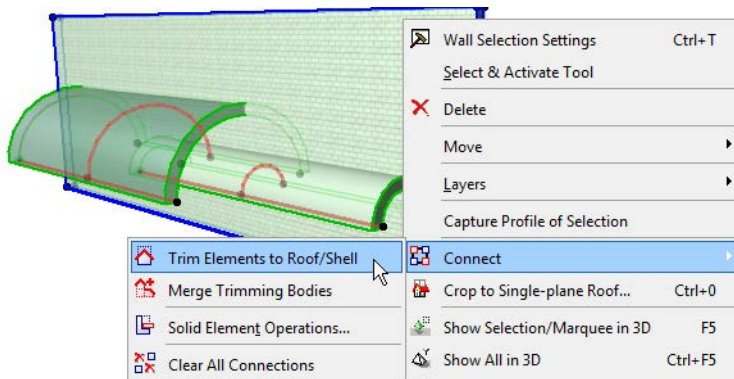 Wall Selection Settings Ctrl+T
Select & Activate Tool
Delete
Move
Layers
Capture Profile of Selection
Connect
Crop to Single-plane Roof... Ctrl+0
Show Selection/Marquee in 3D F5
Show All in 3D Ctrl+F5
Trim Elements to Roof/Shell
Merge Trimming Bodies
Solid Element Operations...
Clear All Connections